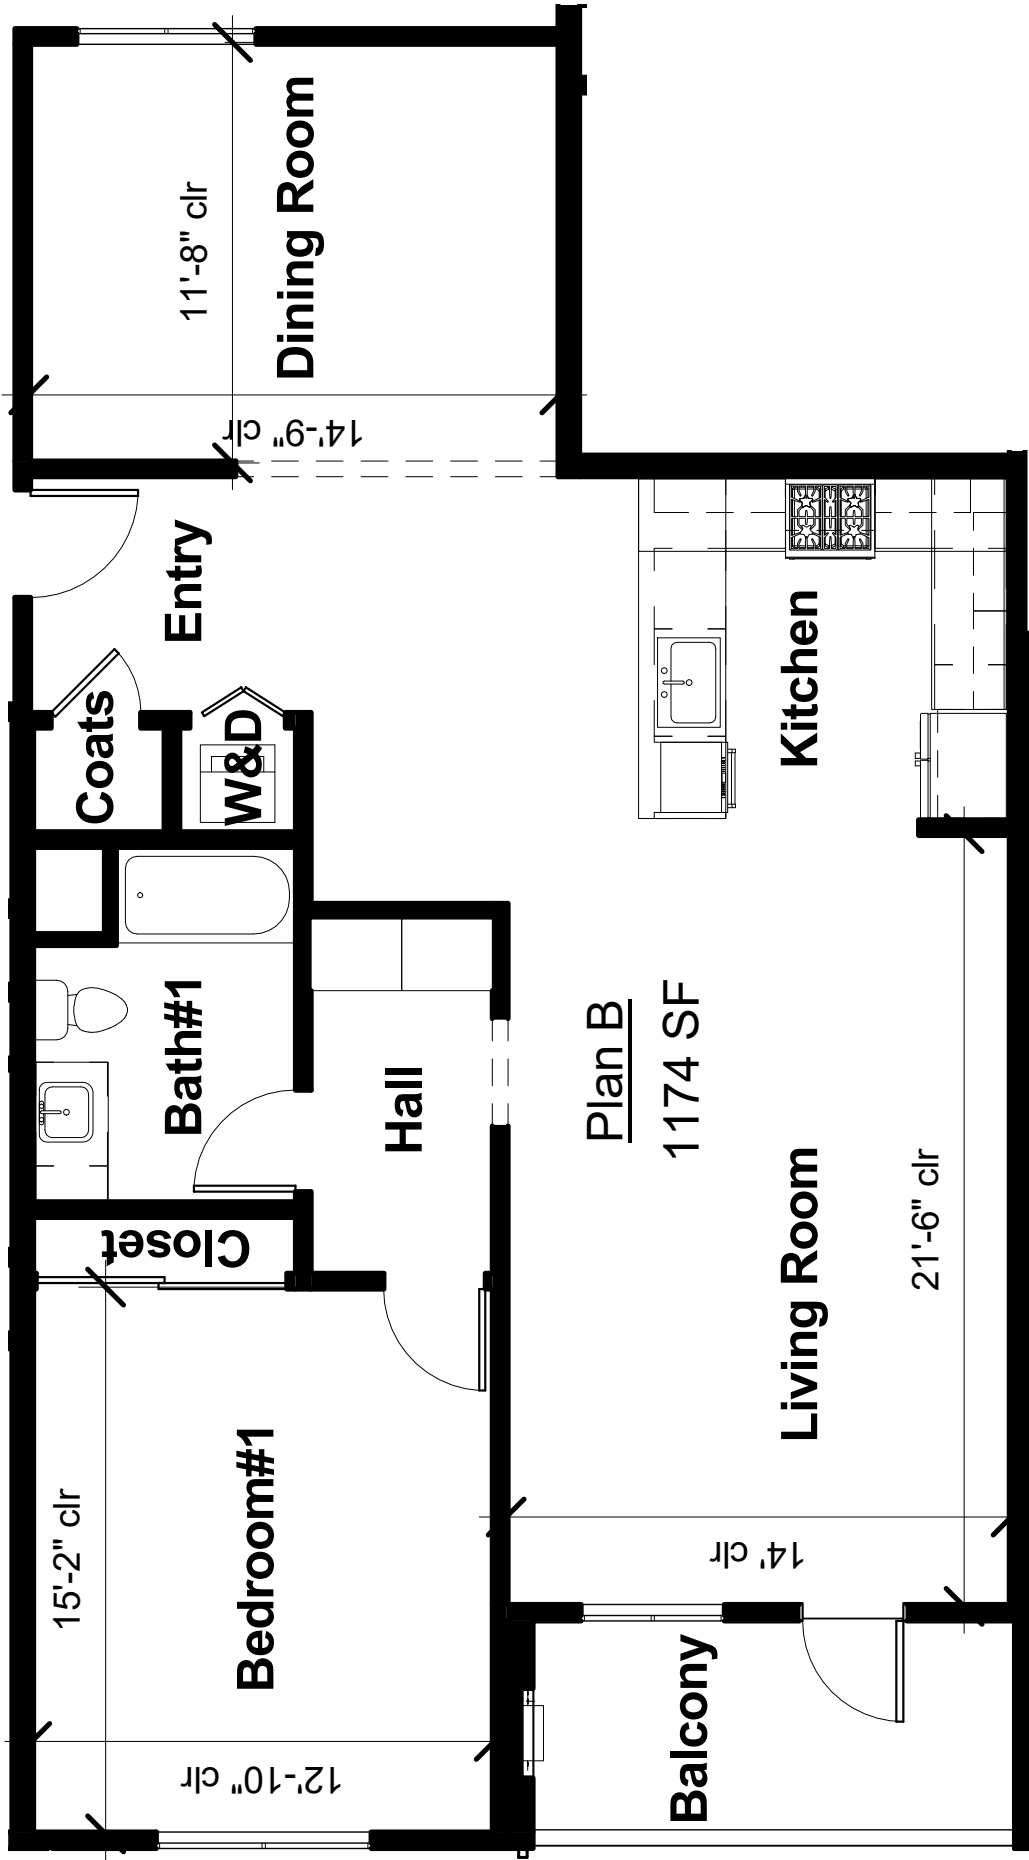 Dining Room
11'-8" clr
14'-9" clr
Entry
Coats
W&D
Kitchen
Bath#1
Hall
Closet
Plan B
1174 SF
Living Room
21'-6" clr
14' clr
Bedroom#1
15'-2" clr
12'-10" clr
Balcony